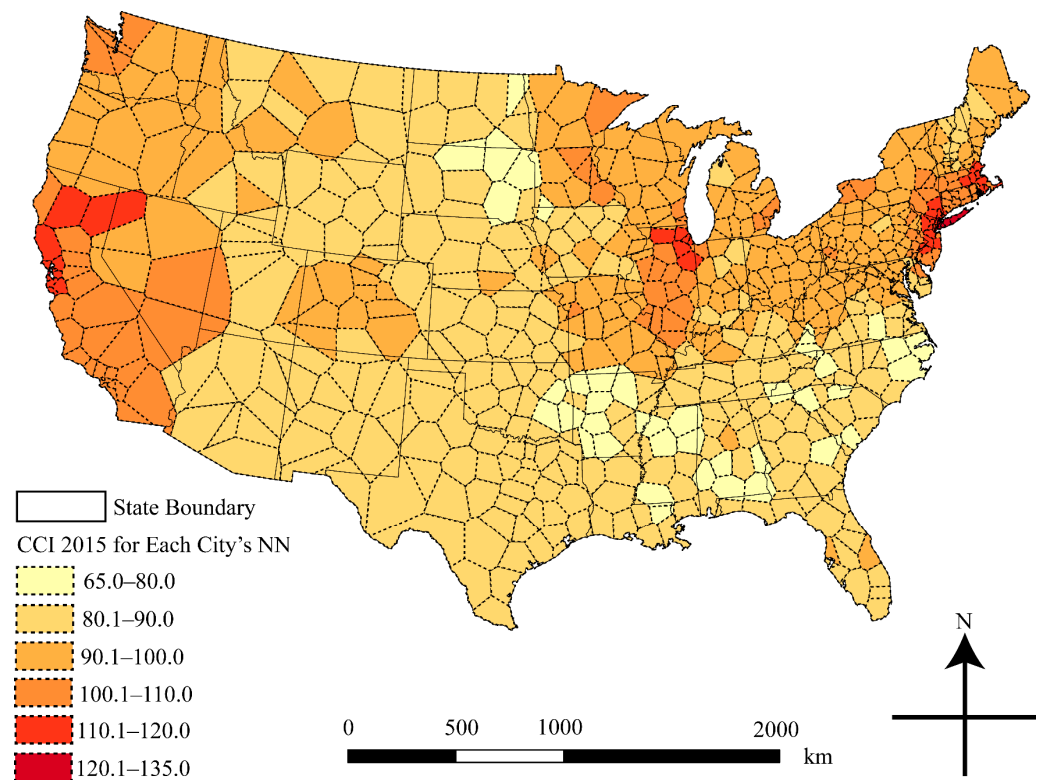 State Boundary
CCI 2015 for Each City's NN
65.0–80.0
80.1–90.0
90.1–100.0
100.1–110.0
110.1–120.0
120.1–135.0
0 500 1000 2000
km
N